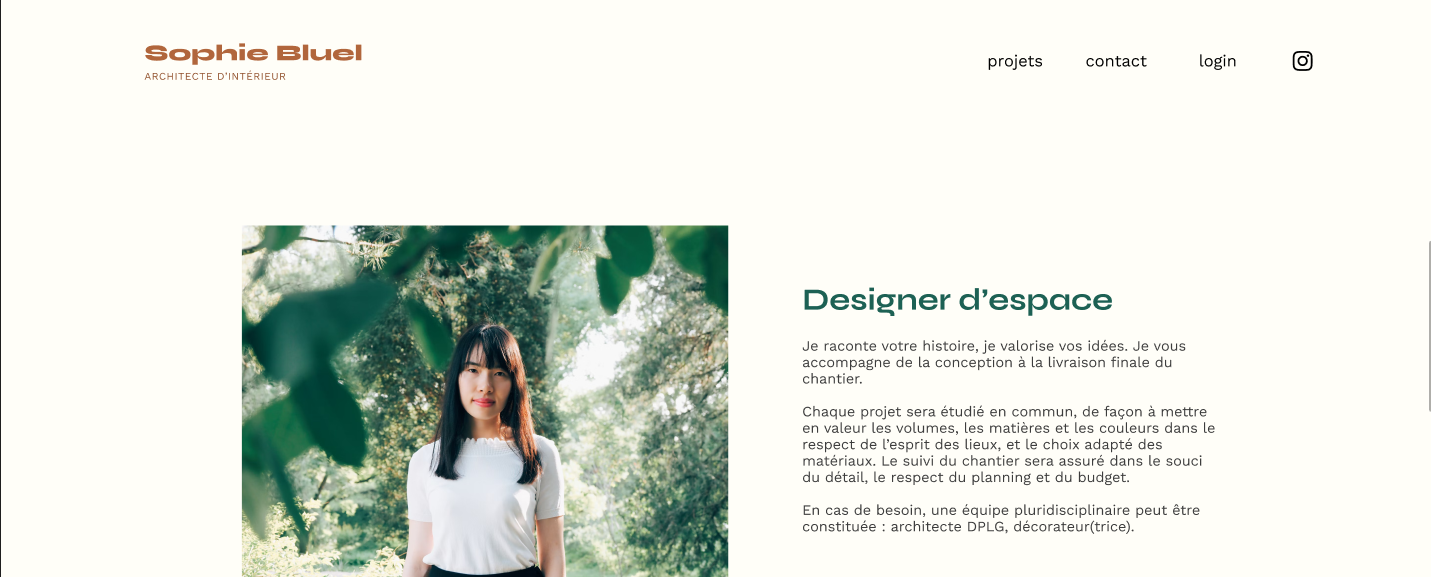 Sophie Bluel
ARCHITECTE D'INTÉRIEUR
projets contact login
Designer d’espace
Je raconte votre histoire, je valorise vos idées. Je vous
accompagne de la conception à la livraison finale du
chantier.
Chaque projet sera étudié en commun, de façon à mettre
en valeur les volumes, les matières et les couleurs dans le
respect de l’esprit des lieux, et le choix adapté des
matériaux. Le suivi du chantier sera assuré dans le souci
du détail, le respect du planning et du budget.
En cas de besoin, une équipe pluridisciplinaire peut être
constituée : architecte DPLG, décorateur(trice).